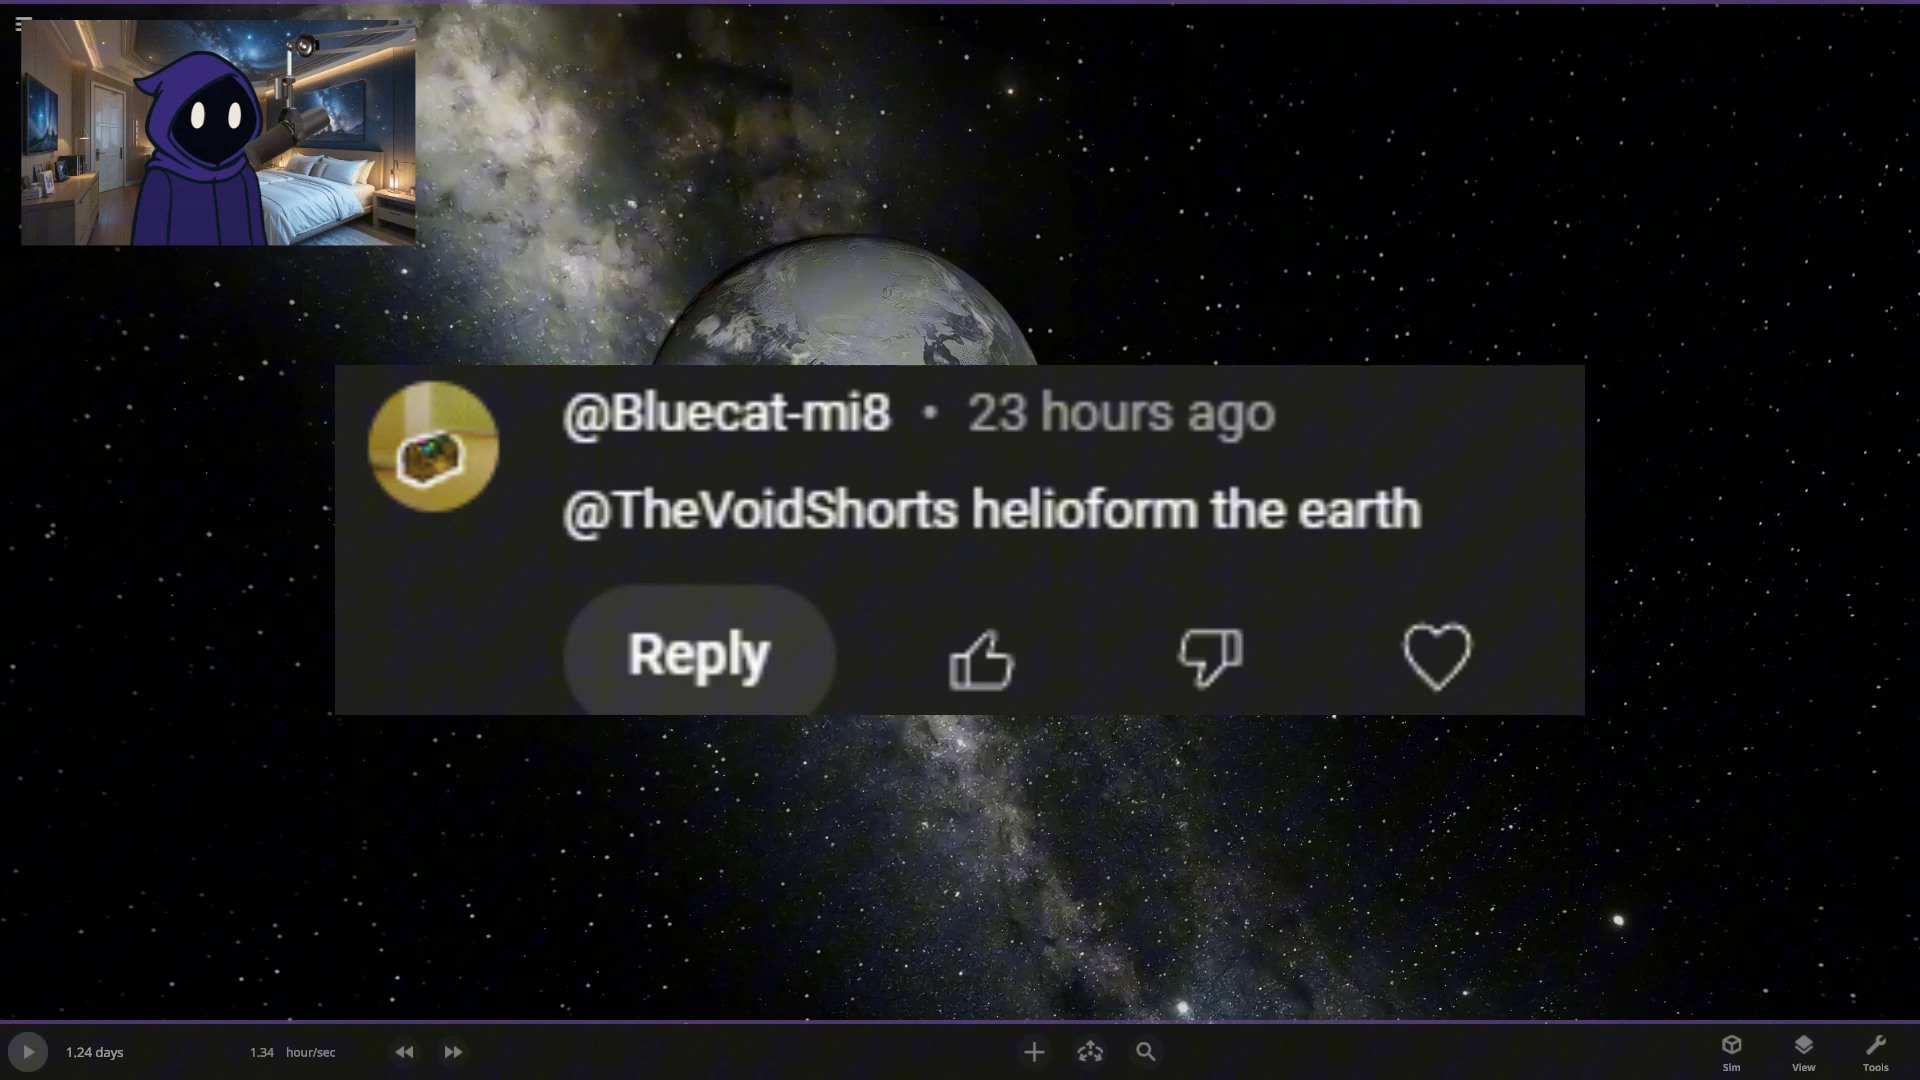 @Bluecat-mi8 • 23 hours ago
@TheVoidShorts helioform the earth
Reply
1.24 days
1.34 hour/sec
Sim
View
Tools